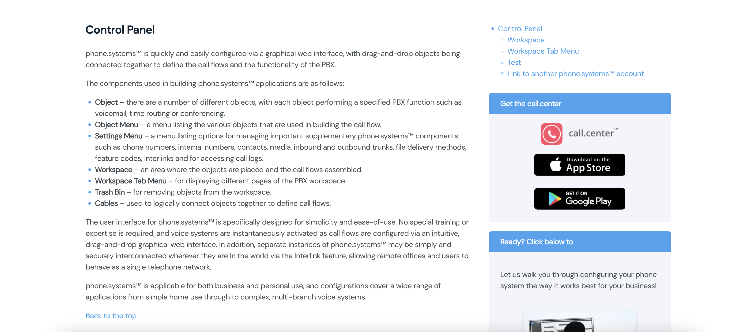 Control Panel
phone.systems™ is quickly and easily configured via a graphical web interface, with drag-and-drop objects being
connected together to define the call flows and the functionality of the PBX.
The components used in building phone.systems™ applications are as follows:
Object – there are a number of different objects, with each object performing a specified PBX function such as
voicemail, time routing or conferencing.
Object Menu – a menu listing the various objects that are used in building the call flow.
Settings Menu – a menu listing options for managing important supplementary phone.systems™ components
such as phone numbers, internal numbers, contacts, media, inbound and outbound trunks, file delivery methods,
feature codes, interlinks and for accessing call logs.
Workspace – an area where the objects are placed and the call flows assembled.
Workspace Tab Menu – for displaying different pages of the PBX workspace.
Trash Bin – for removing objects from the workspace.
Cables – used to logically connect objects together to define call flows.
The user interface for phone.systems™ is specifically designed for simplicity and ease-of-use. No special training or
expertise is required, and voice systems are instantaneously activated as call flows are configured via an intuitive,
drag-and-drop graphical web interface. In addition, separate instances of phone.systems™ may be simply and
securely interconnected wherever they are in the world via the Interlink feature, allowing remote offices and users to
behave as a single telephone network.
phone.systems™ is applicable for both business and personal use, and configurations cover a wide range of
applications from simple home use through to complex, multi-branch voice systems.
Back to the top
Control Panel
Workspace
Workspace Tab Menu
Test
Link to another phone.systems™ account
Get the call.center
call.center™
Download on the
App Store
GET IT ON
Google Play
Ready? Click below to
Let us walk you through configuring your phone
system the way it works best for your business!